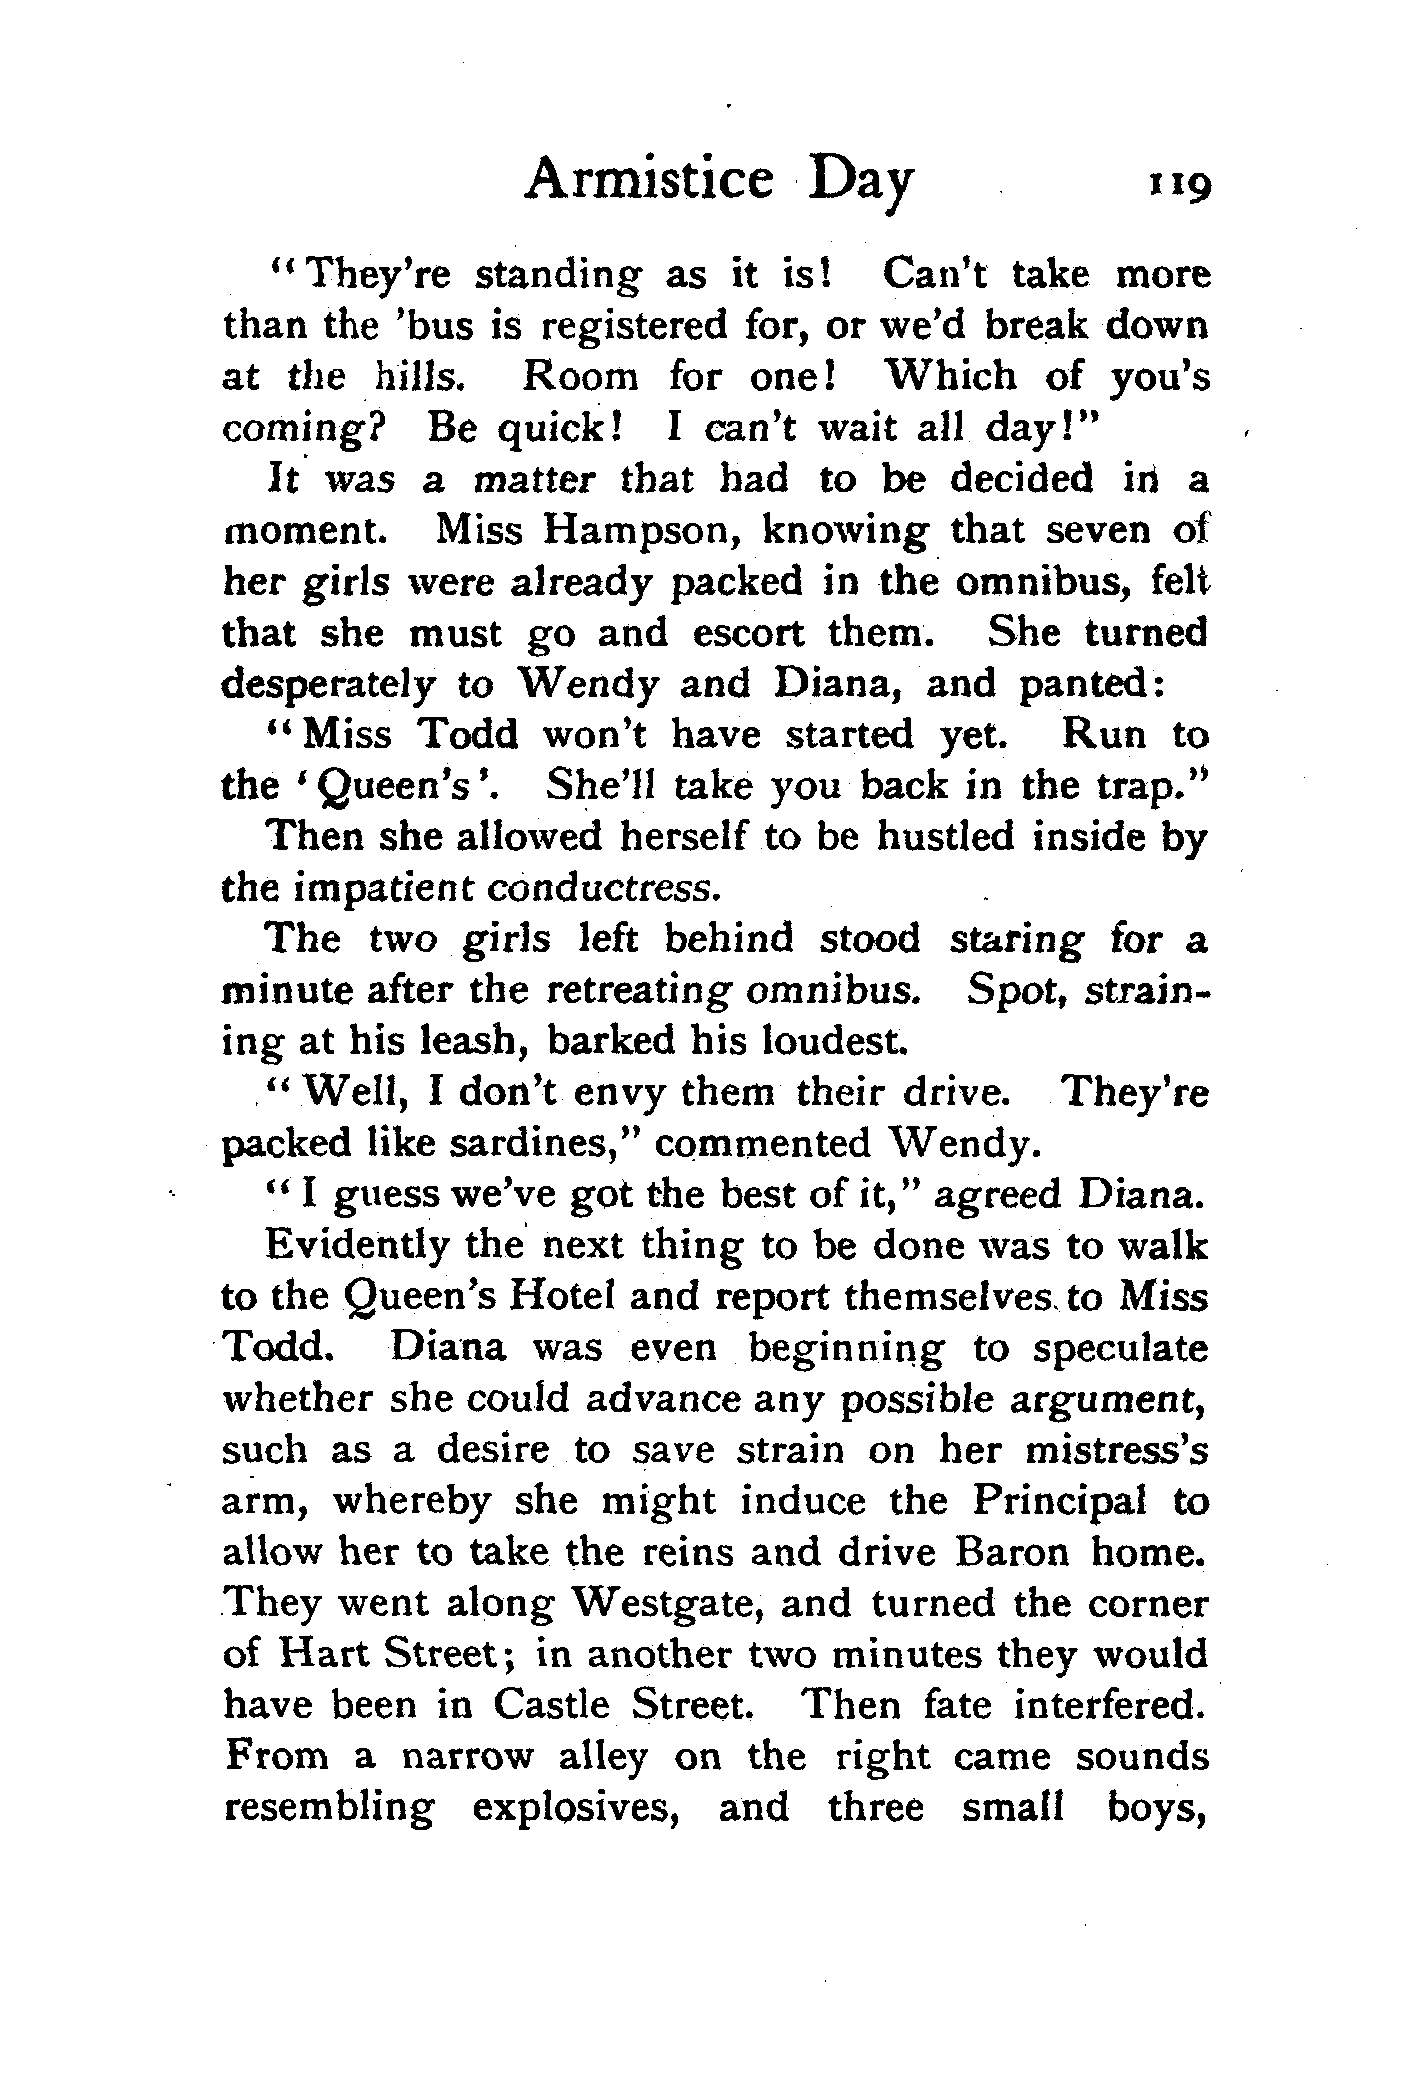 Armistice Day 119
"They're standing as it is! Can't take more
than the 'bus is registered for, or we'd break down
at the hills. Room for one! Which of you's
coming? Be quick! I can't wait all day!"
It was a matter that had to be decided in a
moment. Miss Hampson, knowing that seven of
her girls were already packed in the omnibus, felt
that she must go and escort them. She turned
desperately to Wendy and Diana, and panted:
"Miss Todd won't have started yet. Run to
the 'Queen's'. She'll take you back in the trap."
Then she allowed herself to be hustled inside by
the impatient conductress.
The two girls left behind stood staring for a
minute after the retreating omnibus. Spot, strain-
ing at his leash, barked his loudest.
"Well, I don't envy them their drive. They're
packed like sardines," commented Wendy.
"I guess we've got the best of it," agreed Diana.
Evidently the next thing to be done was to walk
to the Queen's Hotel and report themselves to Miss
Todd. Diana was even beginning to speculate
whether she could advance any possible argument,
such as a desire to save strain on her mistress's
arm, whereby she might induce the Principal to
allow her to take the reins and drive Baron home.
They went along Westgate, and turned the corner
of Hart Street; in another two minutes they would
have been in Castle Street. Then fate interfered.
From a narrow alley on the right came sounds
resembling explosives, and three small boys,